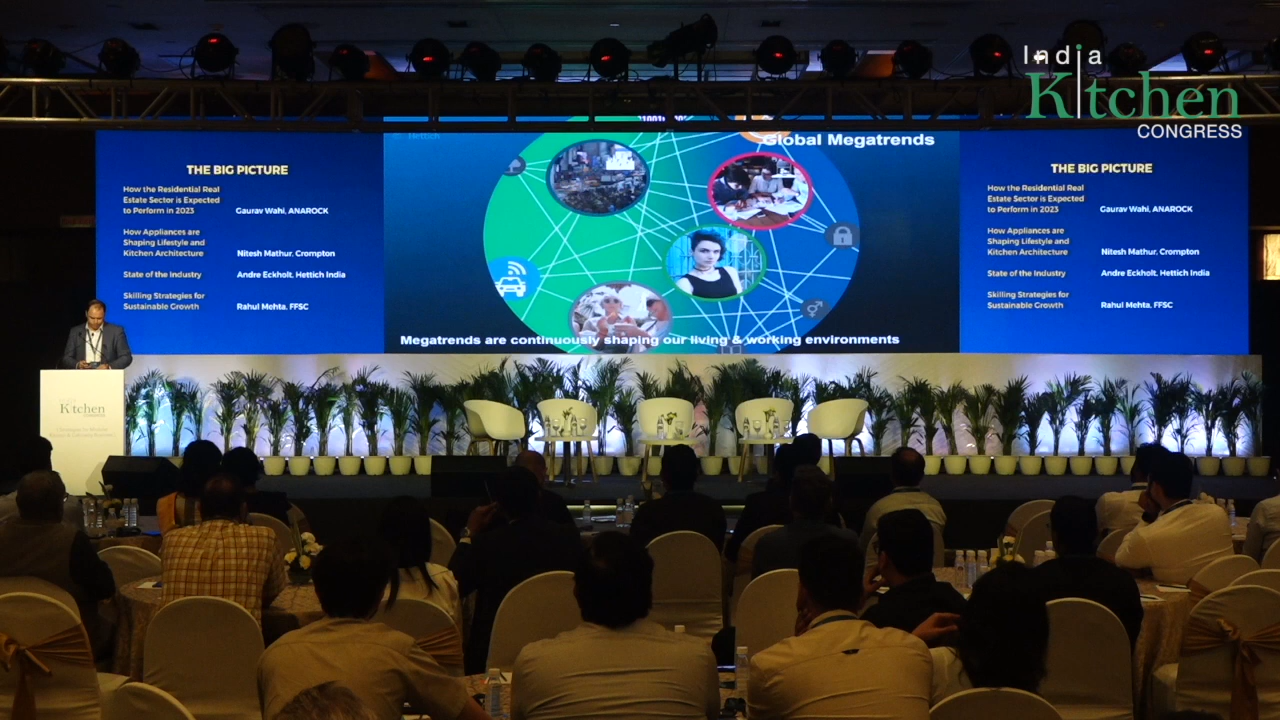 India
Kitchen
CONGRESS
THE BIG PICTURE
How the Residential Real
Estate Sector is Expected
to Perform in 2023
Gaurav Wahi, ANAROCK
How Appliances are
Shaping Lifestyle and
Kitchen Architecture
Nitesh Mathur, Crompton
State of the Industry
Andre Eckholt, Hettich India
Skilling Strategies for
Sustainable Growth
Rahul Mehta, FFSC
Hettich
Global Megatrends
Megatrends are continuously shaping our living & working environments
THE BIG PICTURE
How the Residential Real
Estate Sector is Expected
to Perform in 2023
Gaurav Wahi, ANAROCK
How Appliances are
Shaping Lifestyle and
Kitchen Architecture
Nitesh Mathur, Crompton
State of the Industry
Andre Eckholt, Hettich India
Skilling Strategies for
Sustainable Growth
Rahul Mehta, FFSC
Kitchen
CONGRESS